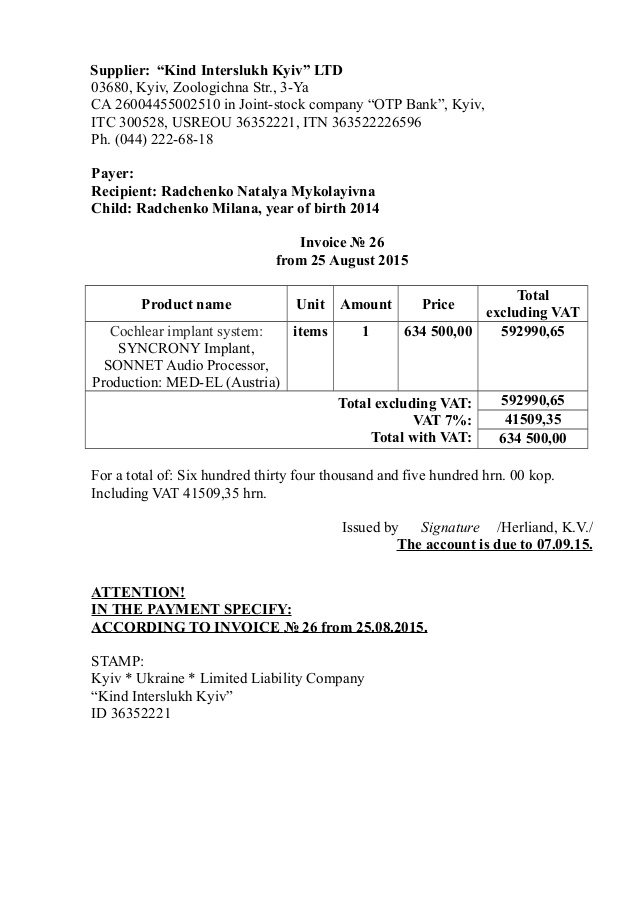 Supplier: “Kind Interslukh Kyiv” LTD
03680, Kyiv, Zoologichna Str., 3-Ya
CA 26004455002510 in Joint-stock company “OTP Bank”, Kyiv,
ITC 300528, USREOU 36352221, ITN 363522226596
Ph. (044) 222-68-18
Payer:
Recipient: Radchenko Natalya Mykolayivna
Child: Radchenko Milana, year of birth 2014
Invoice № 26
from 25 August 2015
Product name Unit Amount Price Total excluding VAT
Cochlear implant system: items 1 634 500,00 592990,65
SYNCRONY Implant,
SONNET Audio Processor,
Production: MED-EL (Austria)
Total excluding VAT: 592990,65
VAT 7%: 41509,35
Total with VAT: 634 500,00
For a total of: Six hundred thirty four thousand and five hundred hrn. 00 kop.
Including VAT 41509,35 hrn.
Issued by Signature /Herliand, K.V./
The account is due to 07.09.15.
ATTENTION!
IN THE PAYMENT SPECIFY:
ACCORDING TO INVOICE № 26 from 25.08.2015.
STAMP:
Kyiv * Ukraine * Limited Liability Company
“Kind Interslukh Kyiv”
ID 36352221